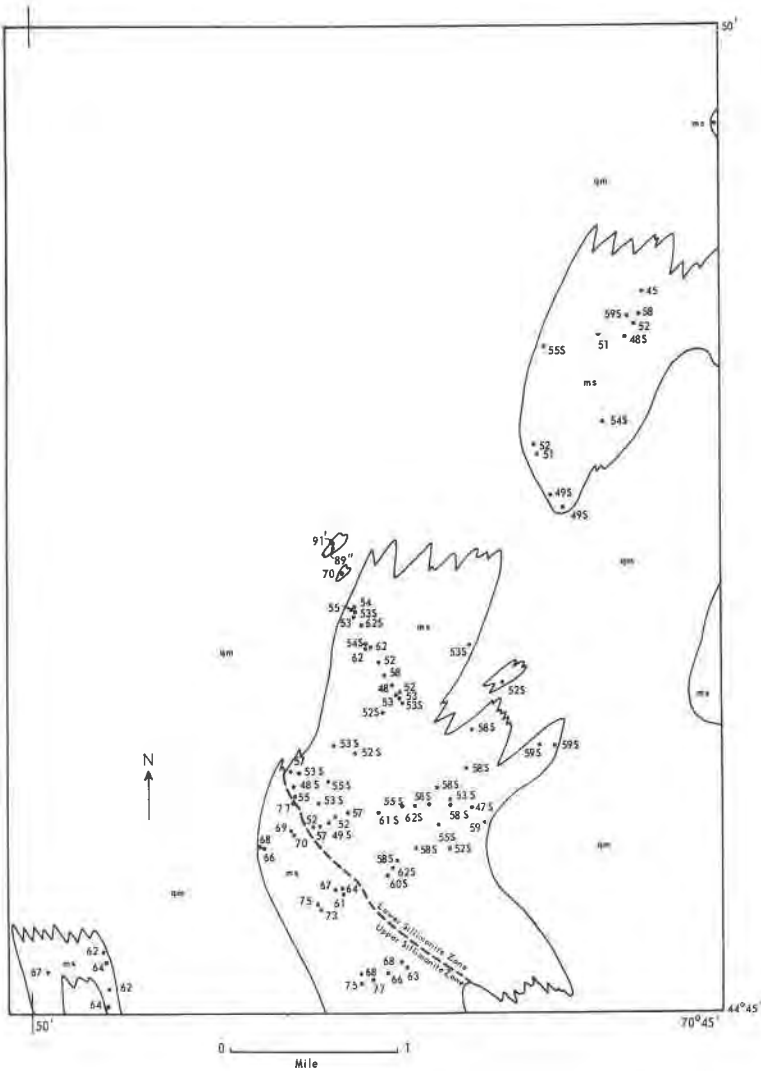 50'
ms
qm
45
59S
58
52
51
48S
55S
ms
54S
52
51
49S
49S
91'
89"
70
qm
54
55
53S
53
62S
ms
54S
62
62
53S
52
qm
58
48
52
52S
53
53
53S
52S
ms
58S
53S
52S
59S
59S
57
53S
58S
48S
55S
58S
55
53S
N
77
53S
57
55S
58S
47S
52
52
61S
62S
58S
59
69
70
57
49S
55S
68
66
58S
52S
qm
58S
62S
ms
60S
67
64
61
qm
75
73
Lower Sillimanite Zone
Upper Sillimanite Zone
62
ms
64
67
68
68
63
66
62
75
77
64
50'
44°45'
70°45'
0
1
Mile